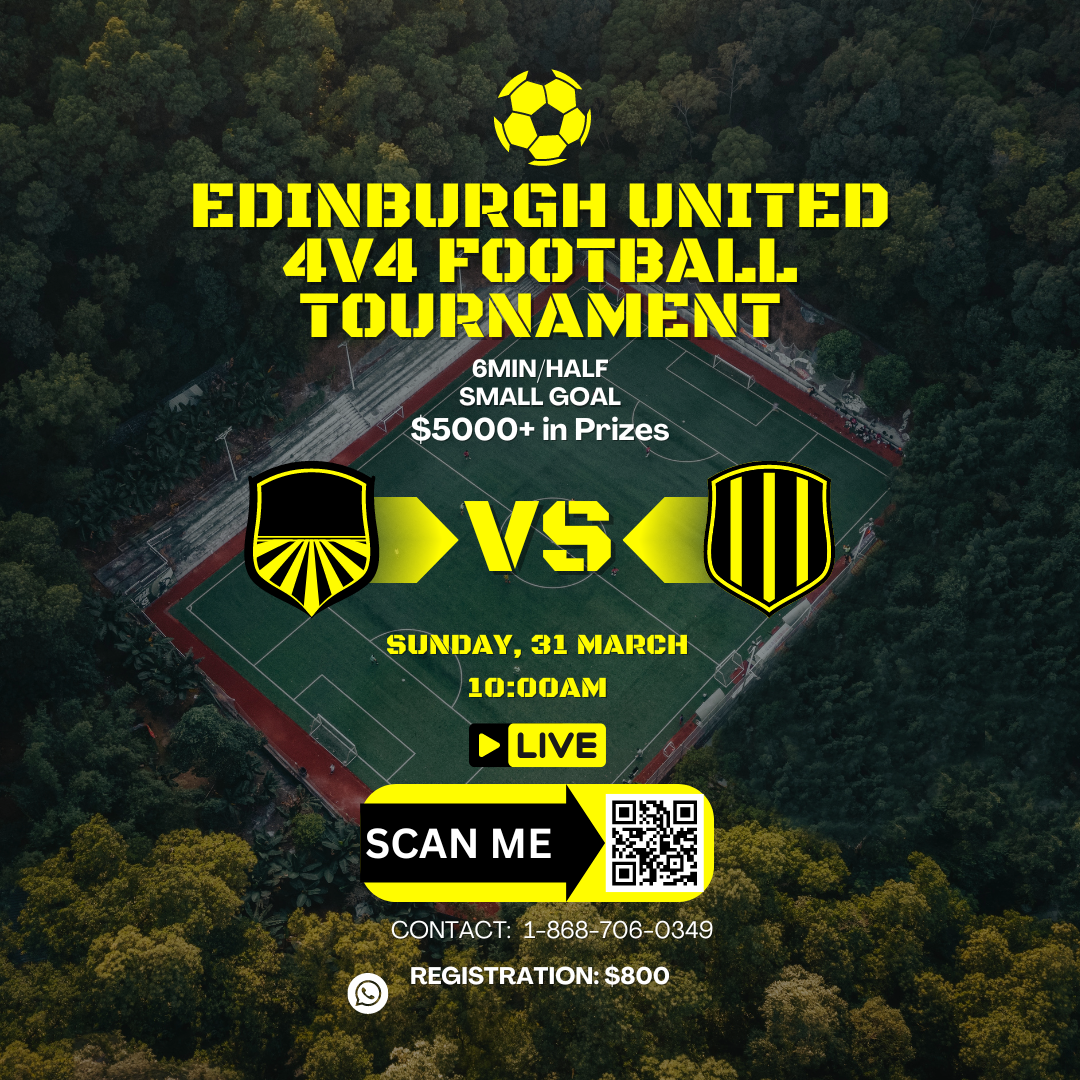 EDINBURGH UNITED
4V4 FOOTBALL
TOURNAMENT
6MIN/HALF
SMALL GOAL
$5000+ in Prizes
VS
SUNDAY, 31 MARCH
10:00AM
LIVE
SCAN ME
CONTACT: 1-868-706-0349
REGISTRATION: $800